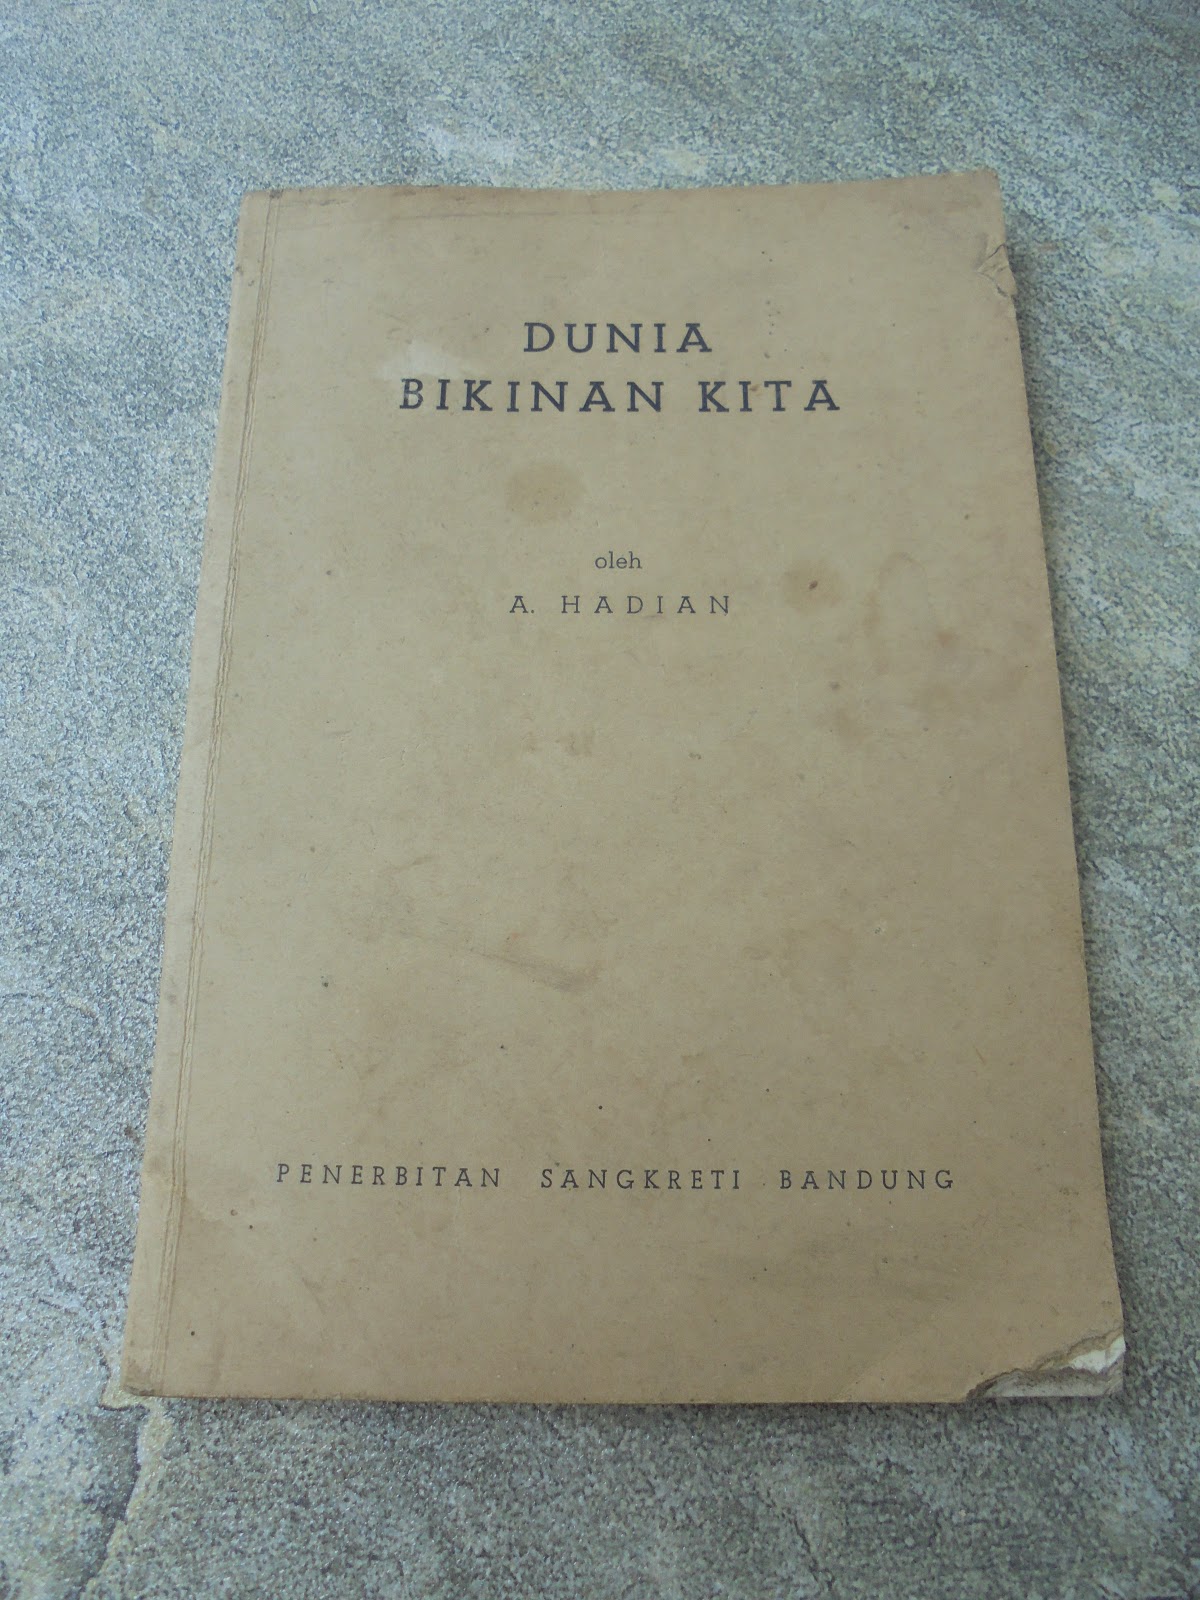 DUNIA
BIKINAN KITA
oleh
A. HADIAN
PENERBITAN SANGKRETI BANDUNG